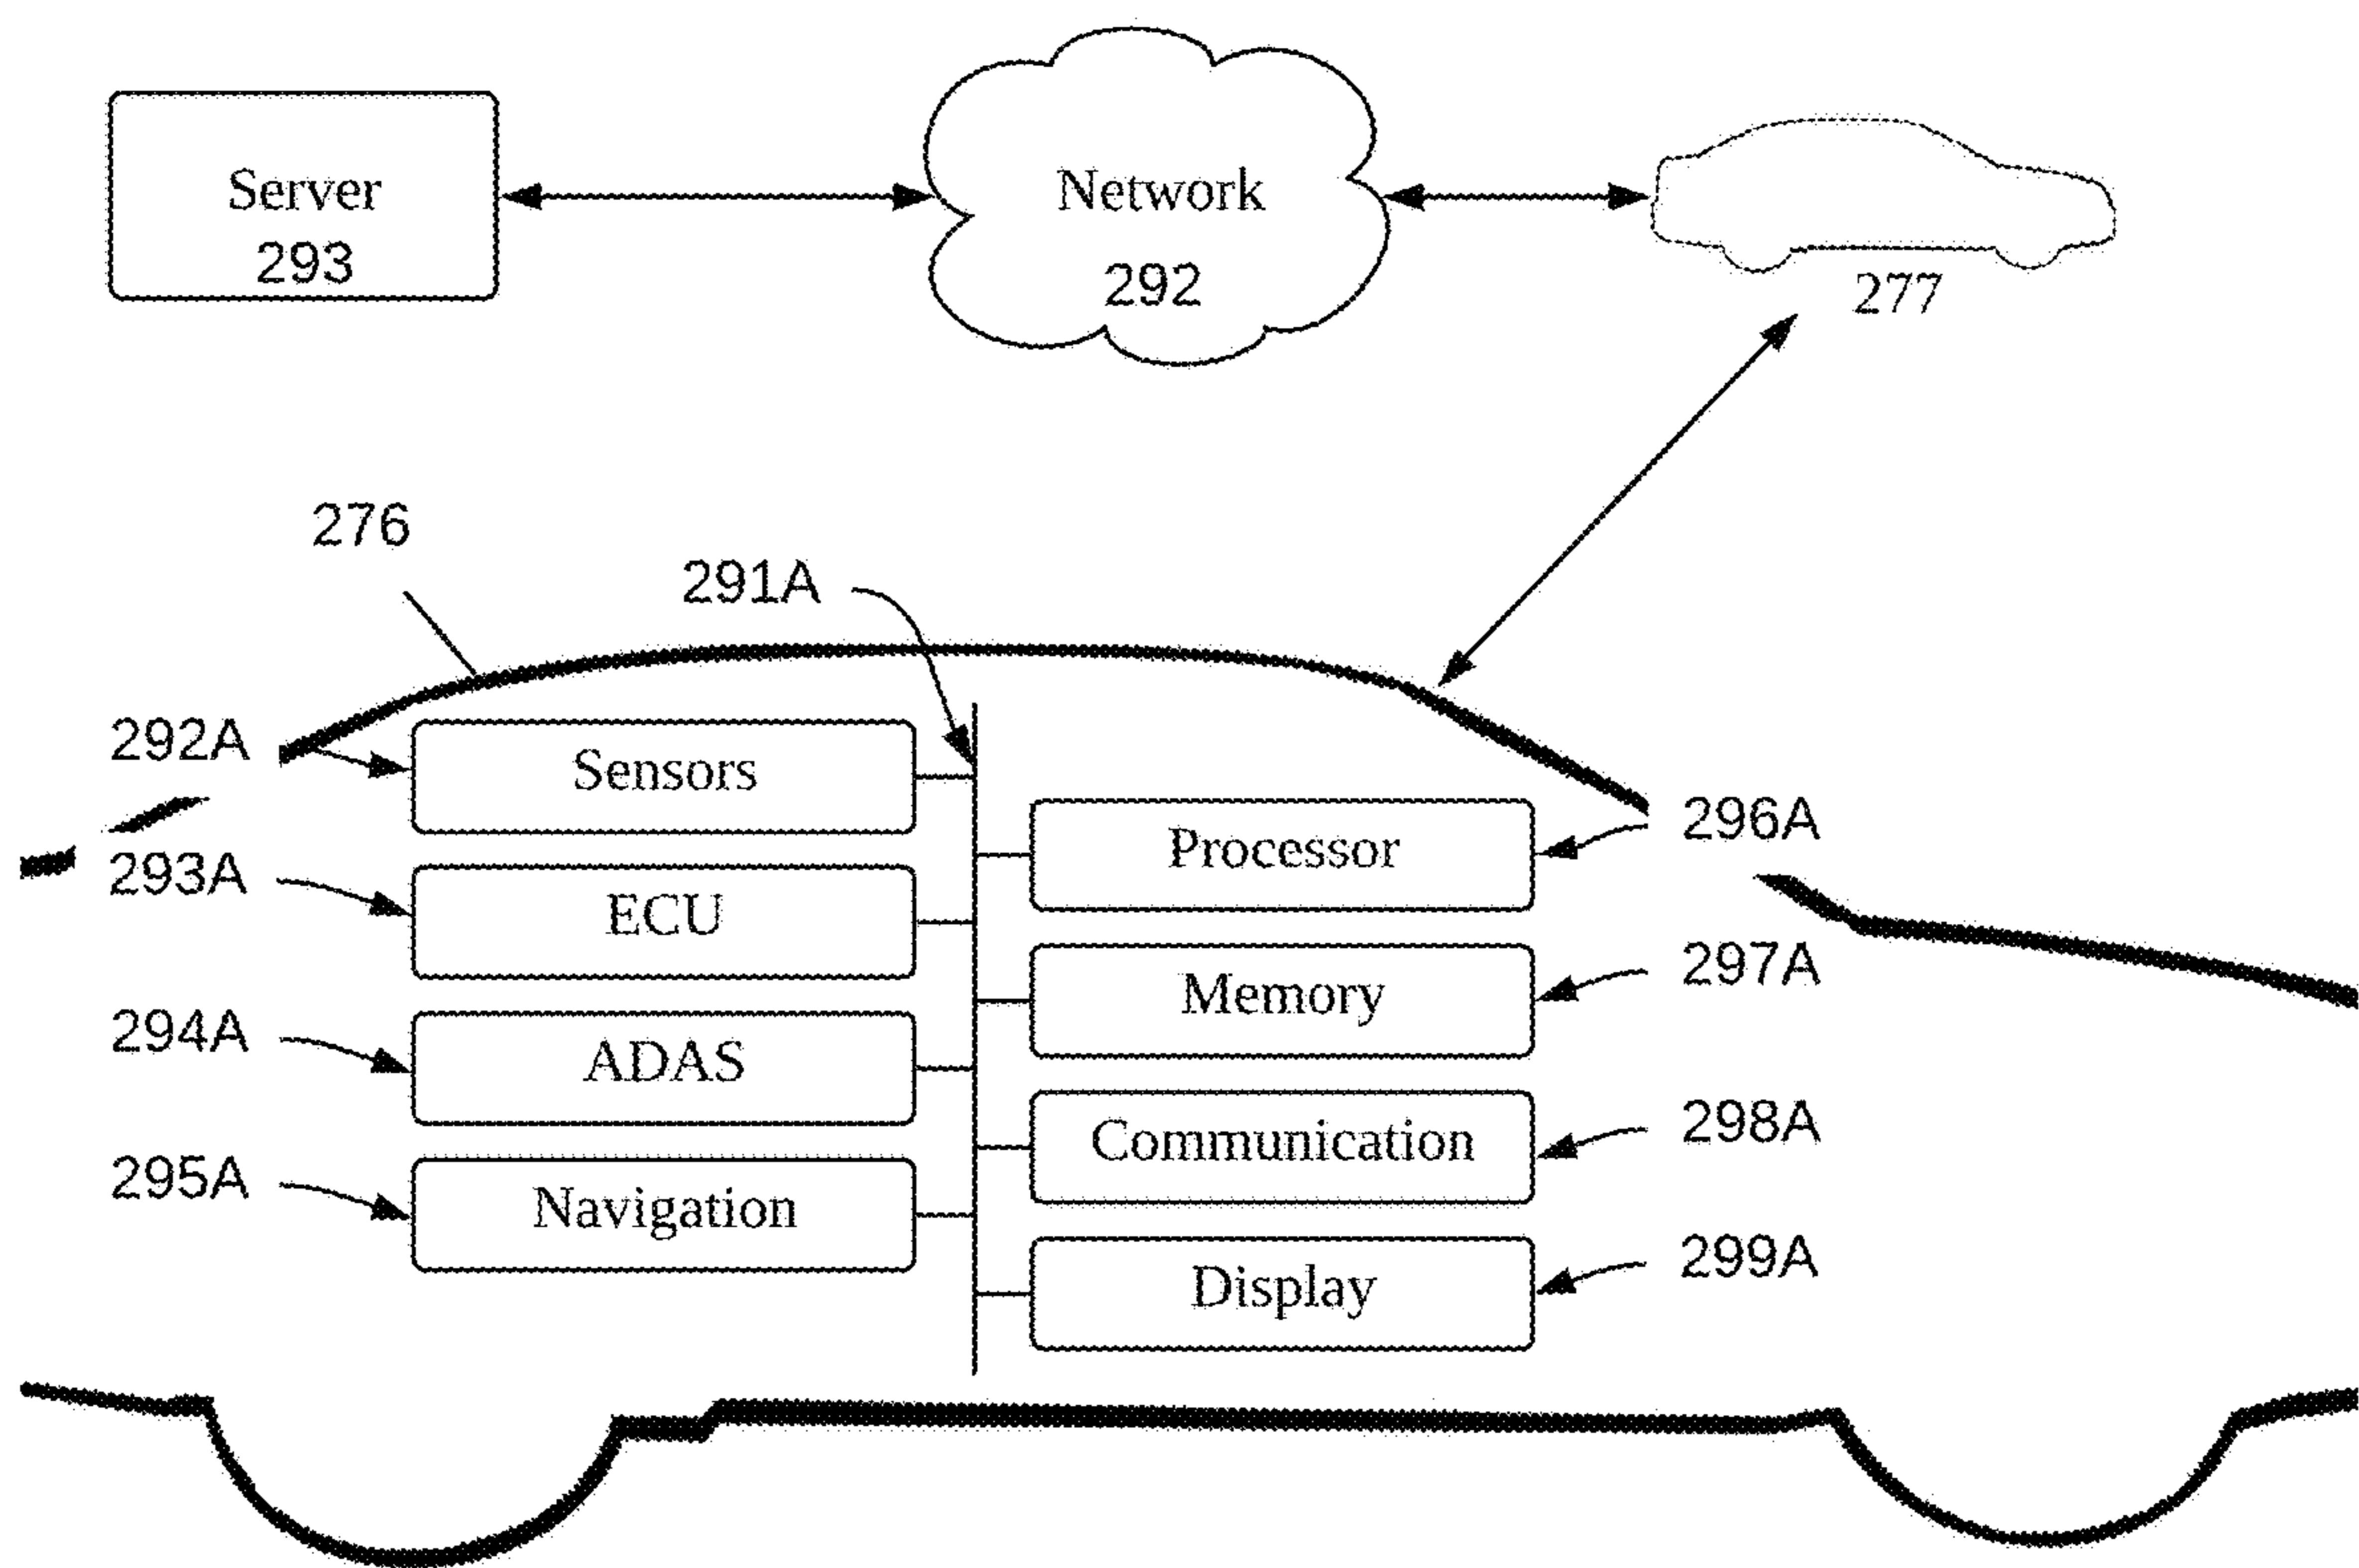 Server
293
Network
292
277
276
291A
292A
Sensors
293A
ECU
294A
ADAS
295A
Navigation
Processor
296A
Memory
297A
Communication
298A
Display
299A